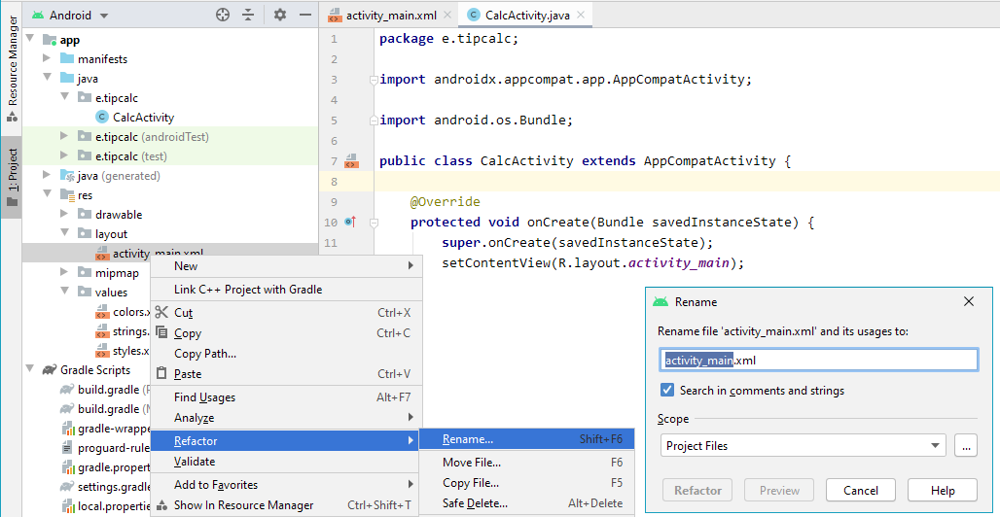 Resource Manager
1: Project
Android
app
manifests
java
e.tipcalc
CalcActivity
e.tipcalc (androidTest)
e.tipcalc (test)
java (generated)
res
drawable
layout
activity_main.xml
mipmap
values
colors.x
strings.
styles.x
Gradle Scripts
build.gradle (
build.gradle (
gradle-wrappe
proguard-rule
gradle.propert
settings.gradle
local.propertie
activity_main.xml
CalcActivity.java
1 package e.tipcalc;
2
3 import androidx.appcompat.app.AppCompatActivity;
4
5 import android.os.Bundle;
6
7 public class CalcActivity extends AppCompatActivity {
8
9 @Override
10 protected void onCreate(Bundle savedInstanceState) {
11 super.onCreate(savedInstanceState);
setContentView(R.layout.activity_main);
New
Link C++ Project with Gradle
Cut Ctrl+X
Copy Ctrl+C
Copy Path...
Paste Ctrl+V
Find Usages Alt+F7
Analyze
Refactor
Validate
Add to Favorites
Show In Resource Manager Ctrl+Shift+T
Rename... Shift+F6
Move File... F6
Copy File... F5
Safe Delete... Alt+Delete
Rename
Rename file 'activity_main.xml' and its usages to:
activity_main.xml
Search in comments and strings
Scope
Project Files
...
Refactor Preview Cancel Help